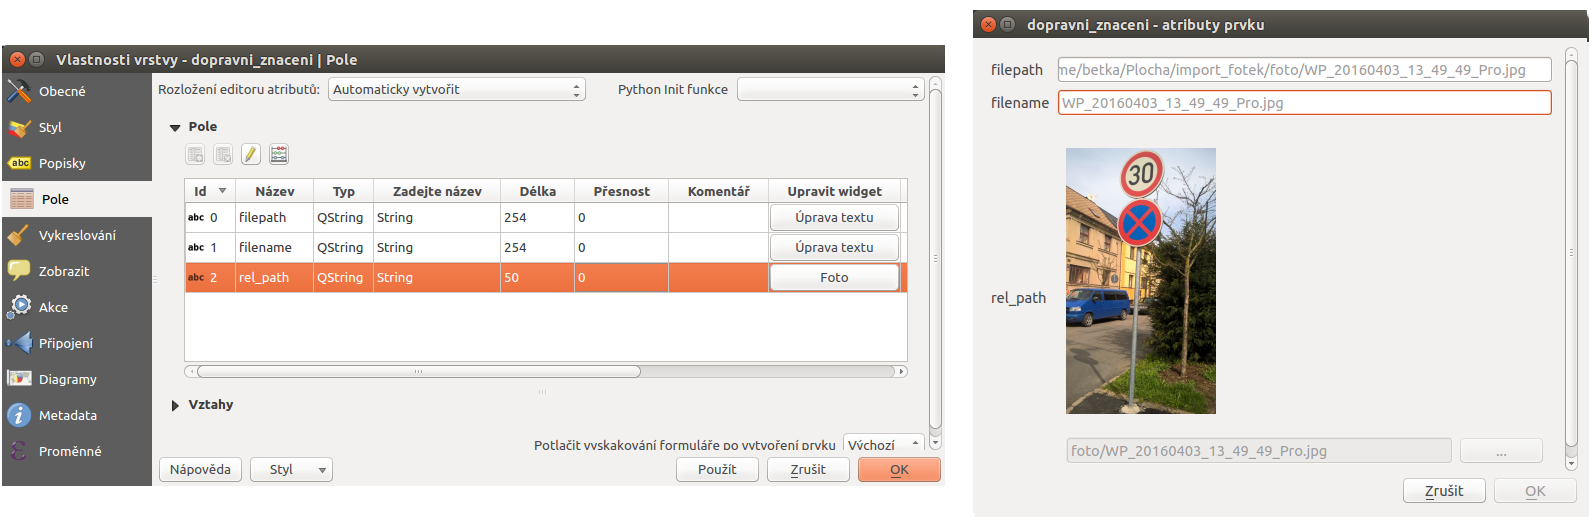 Vlastnosti vrstvy - dopravni_znaceni | Pole
Obecné
Styl
Popisky
Pole
Vykreslování
Zobrazit
Akce
Připojení
Diagramy
Metadata
Proměnné
Rozložení editoru atributů: Automaticky vytvořit Python Init funkce
Pole
Id Název Typ Zadejte název Délka Přesnost Komentář Upravit widget
abc 0 filepath QString String 254 0 Úprava textu
abc 1 filename QString String 254 0 Úprava textu
abc 2 rel_path QString String 50 0 Foto
Vztahy
Potlačit vyskakování formuláře po vytvoření prvku Výchozí
Nápověda Styl Použít Zrušit OK
dopravni_znaceni - atributy prvku
filepath me/betka/Plocha/import_fotek/foto/WP_20160403_13_49_49_Pro.jpg
filename WP_20160403_13_49_49_Pro.jpg
30
rel_path
foto/WP_20160403_13_49_49_Pro.jpg ...
Zrušit OK